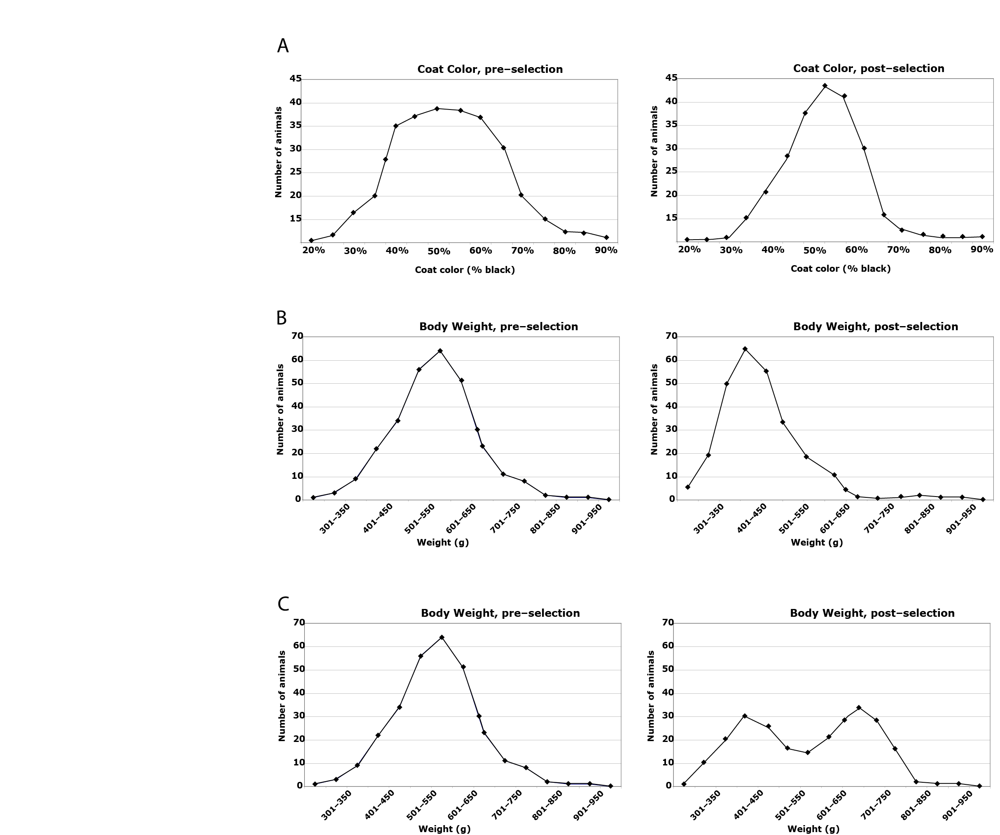 A
Coat Color, pre−selection
45
40
35
30
25
20
15
Number of animals
20% 30% 40% 50% 60% 70% 80% 90%
Coat color (% black)
Coat Color, post−selection
45
40
35
30
25
20
15
Number of animals
20% 30% 40% 50% 60% 70% 80% 90%
Coat color (% black)
B
Body Weight, pre−selection
70
60
50
40
30
20
10
0
Number of animals
301−350 401−450 501−550 601−650 701−750 801−850 901−950
Weight (g)
Body Weight, post−selection
70
60
50
40
30
20
10
0
Number of animals
301−350 401−450 501−550 601−650 701−750 801−850 901−950
Weight (g)
C
Body Weight, pre−selection
70
60
50
40
30
20
10
0
Number of animals
301−350 401−450 501−550 601−650 701−750 801−850 901−950
Weight (g)
Body Weight, post−selection
70
60
50
40
30
20
10
0
Number of animals
301−350 401−450 501−550 601−650 701−750 801−850 901−950
Weight (g)